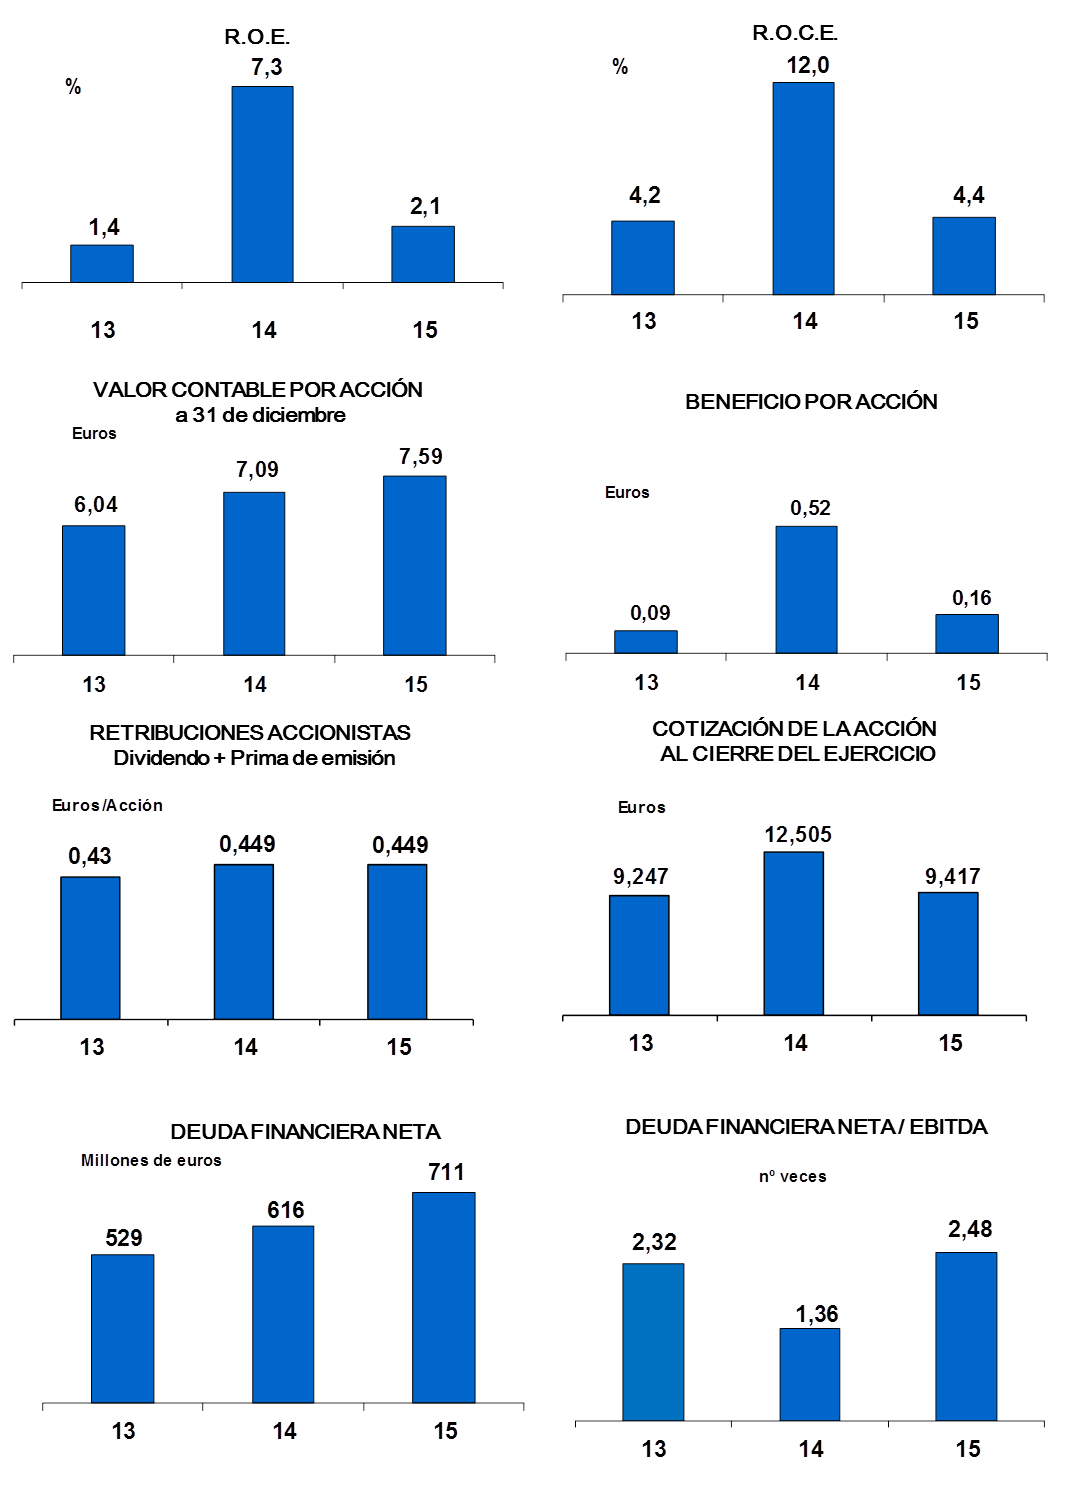 R.O.E.
%
7,3
1,4
2,1
13
14
15
R.O.C.E.
%
12,0
4,2
4,4
13
14
15
VALOR CONTABLE POR ACCIÓN
a 31 de diciembre
Euros
6,04
7,09
7,59
13
14
15
BENEFICIO POR ACCIÓN
Euros
0,09
0,52
0,16
13
14
15
RETRIBUCIONES ACCIONISTAS
Dividendo + Prima de emisión
Euros/Acción
0,43
0,449
0,449
13
14
15
COTIZACIÓN DE LA ACCIÓN
AL CIERRE DEL EJERCICIO
Euros
9,247
12,505
9,417
13
14
15
DEUDA FINANCIERA NETA
Millones de euros
529
616
711
13
14
15
DEUDA FINANCIERA NETA / EBITDA
nº veces
2,32
1,36
2,48
13
14
15